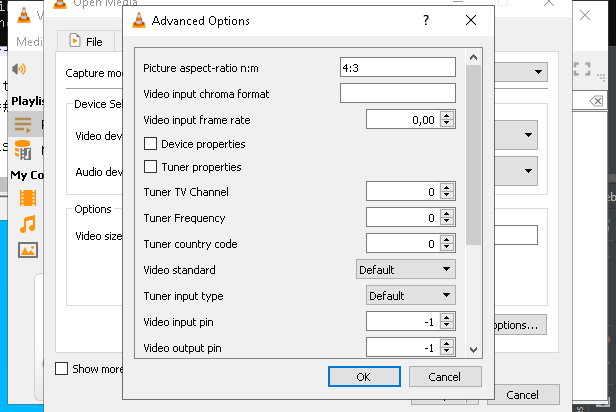 Open Media
Advanced Options
?
Medi
File
Picture aspect-ratio n:m
4:3
Capture mo
Video input chroma format
Playlis
Device Sel
Video input frame rate
0,00
Video dev
Device properties
Tuner properties
Audio dev
My Co
Tuner TV Channel
0
Options
Tuner Frequency
0
Video size
Tuner country code
0
Video standard
Default
Tuner input type
Default
Video input pin
-1
options...
Video output pin
-1
Show more
OK
Cancel
Cancel